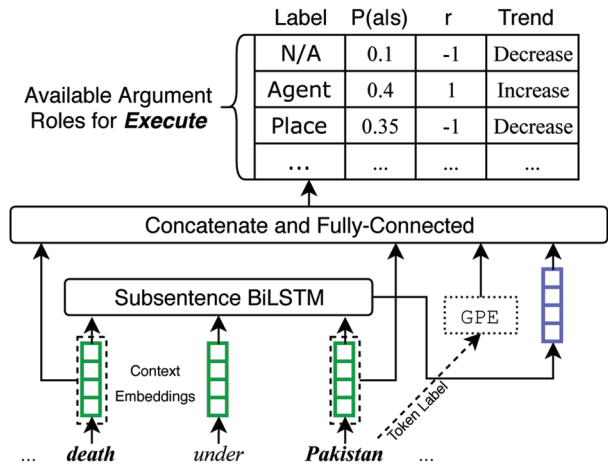 Label P(a|s) r Trend
N/A 0.1 -1 Decrease
Agent 0.4 1 Increase
Place 0.35 -1 Decrease
... ... ... ...
Available Argument
Roles for Execute
Concatenate and Fully-Connected
Subsentence BiLSTM
GPE
Context
Embeddings
Token Label
... death under Pakistan ...